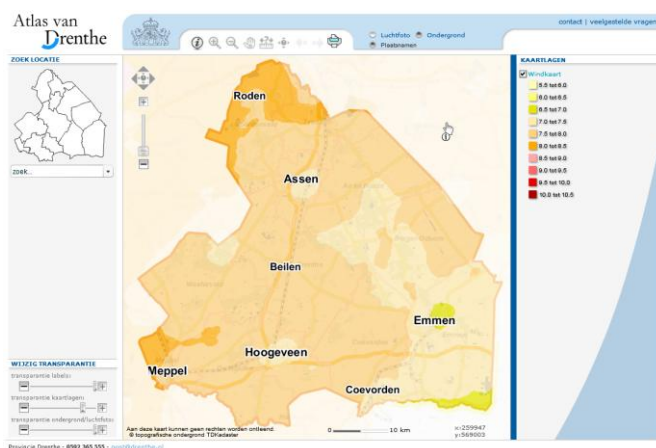 Atlas van
Drenthe
Luchtfoto
Ondergrond
Plaatsnamen
contact | veelgestelde vragen
ZOEK LOCATIE
zoek..
WIJZIG TRANSPARANTIE
transparantie labels:
transparantie kaartlagen:
transparantie ondergrond/luchtfoto:
Provincie Drenthe - 0592 365 555 -
Roden
Assen
Beilen
Emmen
Hoogeveen
Meppel
Coevorden
Aan deze kaart kunnen geen rechten worden ontleend.
© topografische ondergrond TDKadaster
0 10 km
x:259947
y:569003
KAARTLAGEN
Windkaart
5.5 tot 6.0
6.0 tot 6.5
6.5 tot 7.0
7.0 tot 7.5
7.5 tot 8.0
8.0 tot 8.5
8.5 tot 9.0
9.0 tot 9.5
9.5 tot 10.0
10.0 tot 10.5